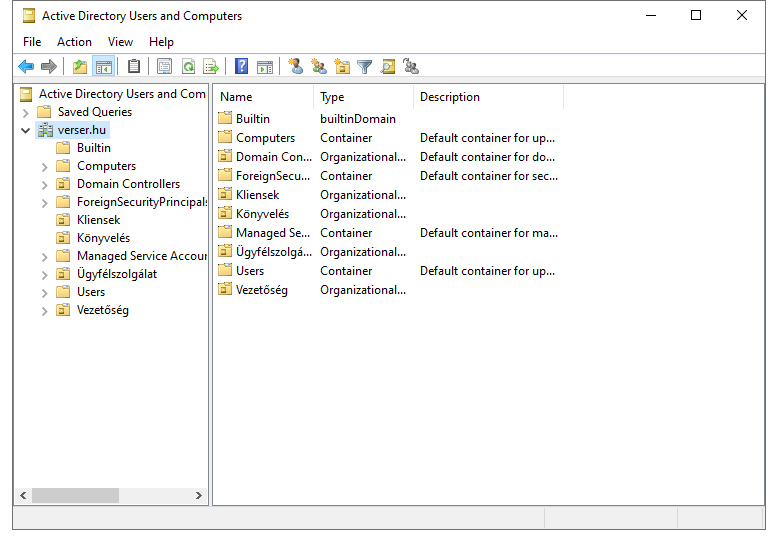 Active Directory Users and Computers
File Action View Help
Active Directory Users and Com
Saved Queries
verser.hu
Builtin
Computers
Domain Controllers
ForeignSecurityPrincipals
Kliensek
Könyvelés
Managed Service Accour
Ügyfélszolgálat
Users
Vezetőség
Name Type Description
Builtin builtinDomain
Computers Container Default container for up...
Domain Con... Organizational... Default container for do...
ForeignSecu... Container Default container for sec...
Kliensek Organizational...
Könyvelés Organizational...
Managed Se... Container Default container for ma...
Ügyfélszolgá... Organizational...
Users Container Default container for up...
Vezetőség Organizational...